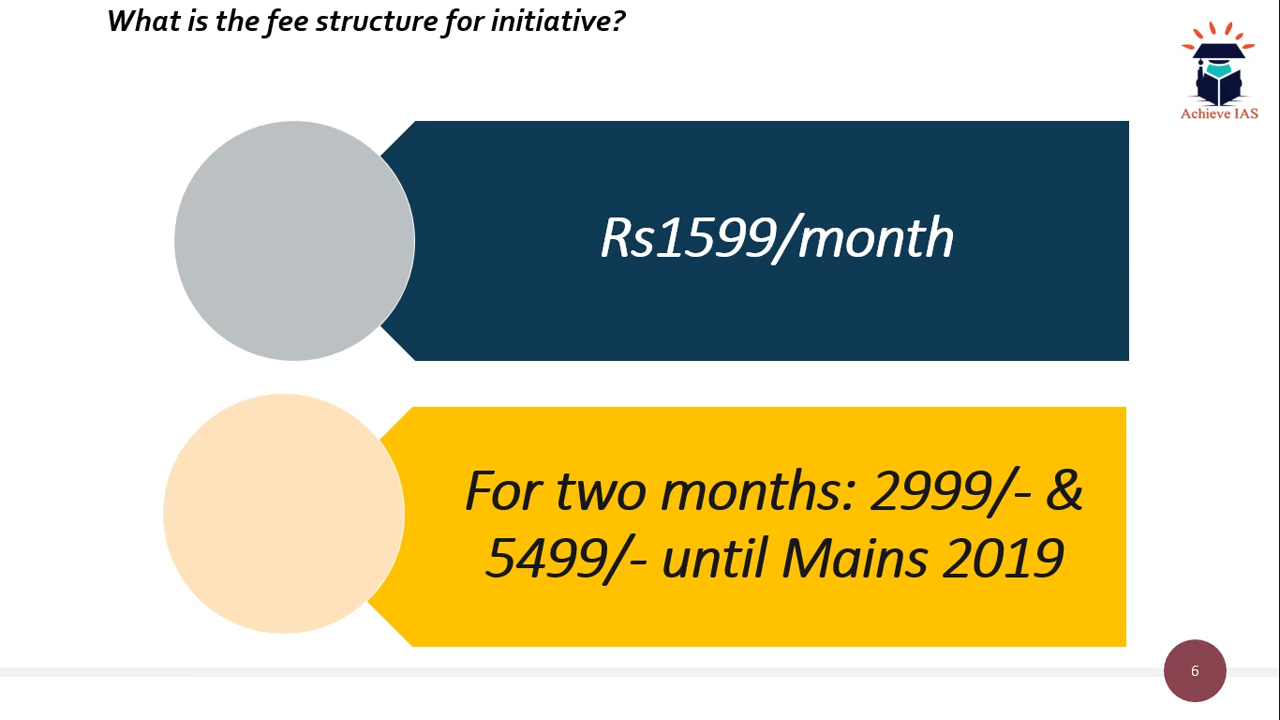 What is the fee structure for initiative?
Achieve IAS
Rs1599/month
For two months: 2999/- &
5499/- until Mains 2019
6